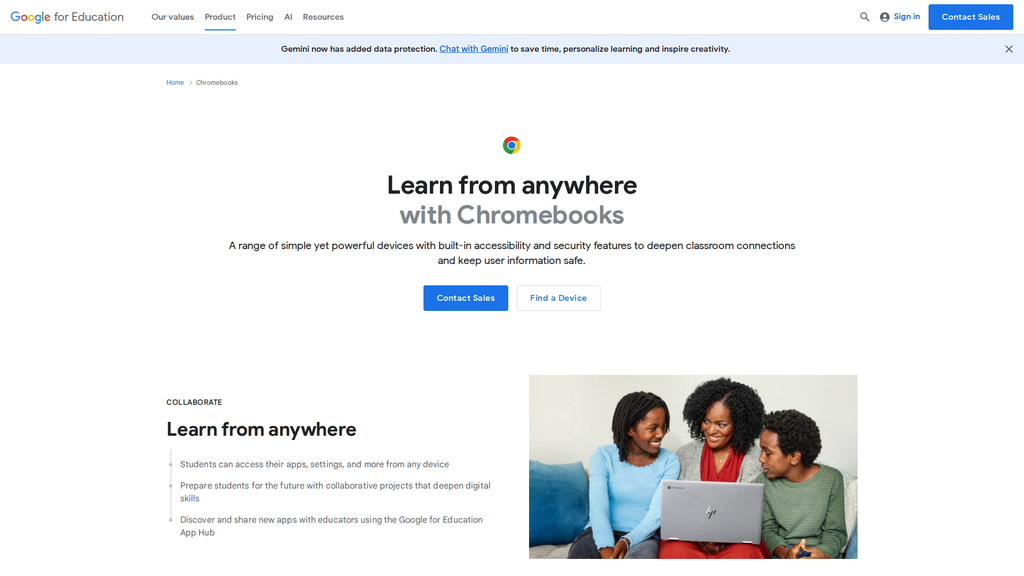 Google for Education
Our values
Product
Pricing
AI
Resources
Sign in
Contact Sales
Gemini now has added data protection. Chat with Gemini to save time, personalize learning and inspire creativity.
Home
Chromebooks
Learn from anywhere
with Chromebooks
A range of simple yet powerful devices with built-in accessibility and security features to deepen classroom connections
and keep user information safe.
Contact Sales
Find a Device
COLLABORATE
Learn from anywhere
Students can access their apps, settings, and more from any device
Prepare students for the future with collaborative projects that deepen digital
skills
Discover and share new apps with educators using the Google for Education
App Hub
hp